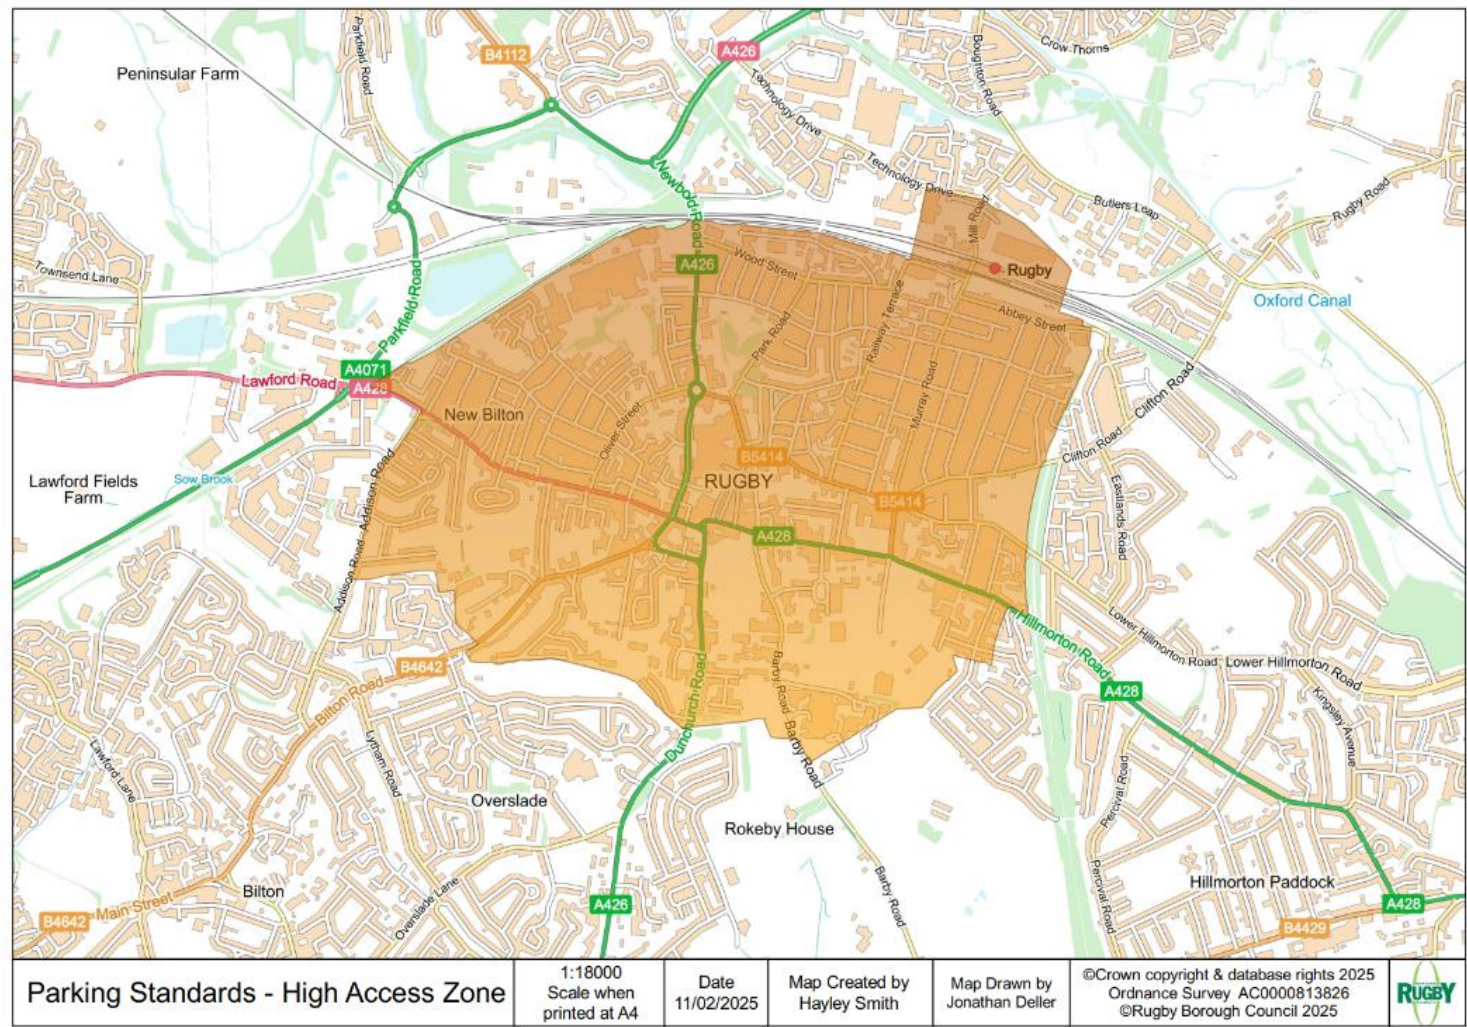 Peninsular Farm
Parkfield Road
B4112
A426
Crow Thorns
Boughton Road
Technology Drive
Technology Drive
Newbold Road
Butlers Leap
Rugby Road
Mill Road
Townsend Lane
Parkfield Road
A426
Wood Street
Rugby
Oxford Canal
Railway Terrace
Abbey Street
Park Road
A4071
Lawford Road
A428
New Bilton
Murray Road
Clifton Road
Oliver Street
Clifton Road
B5414
RUGBY
Lawford Fields
Farm
Sow Brook
Addison Road
B5414
Eastlands Road
A428
Addison Road
Hillmorton Road
Lower Hillmorton Road
Lower Hillmorton Road
B4642
Bilton Road
Dunchurch Road
Barby Road
Barby Road
A428
Kingsley Avenue
Lawford Lane
Lytham Road
Overslade
Percival Road
Rokeby House
Bilton
Overslade Lane
Barby Road
Percival Road
Hillmorton Paddock
Main Street
B4642
A426
A428
B4429
Parking Standards - High Access Zone
1:18000
Scale when
printed at A4
Date
11/02/2025
Map Created by
Hayley Smith
Map Drawn by
Jonathan Deller
©Crown copyright & database rights 2025
Ordnance Survey AC0000813826
©Rugby Borough Council 2025
RUGBY